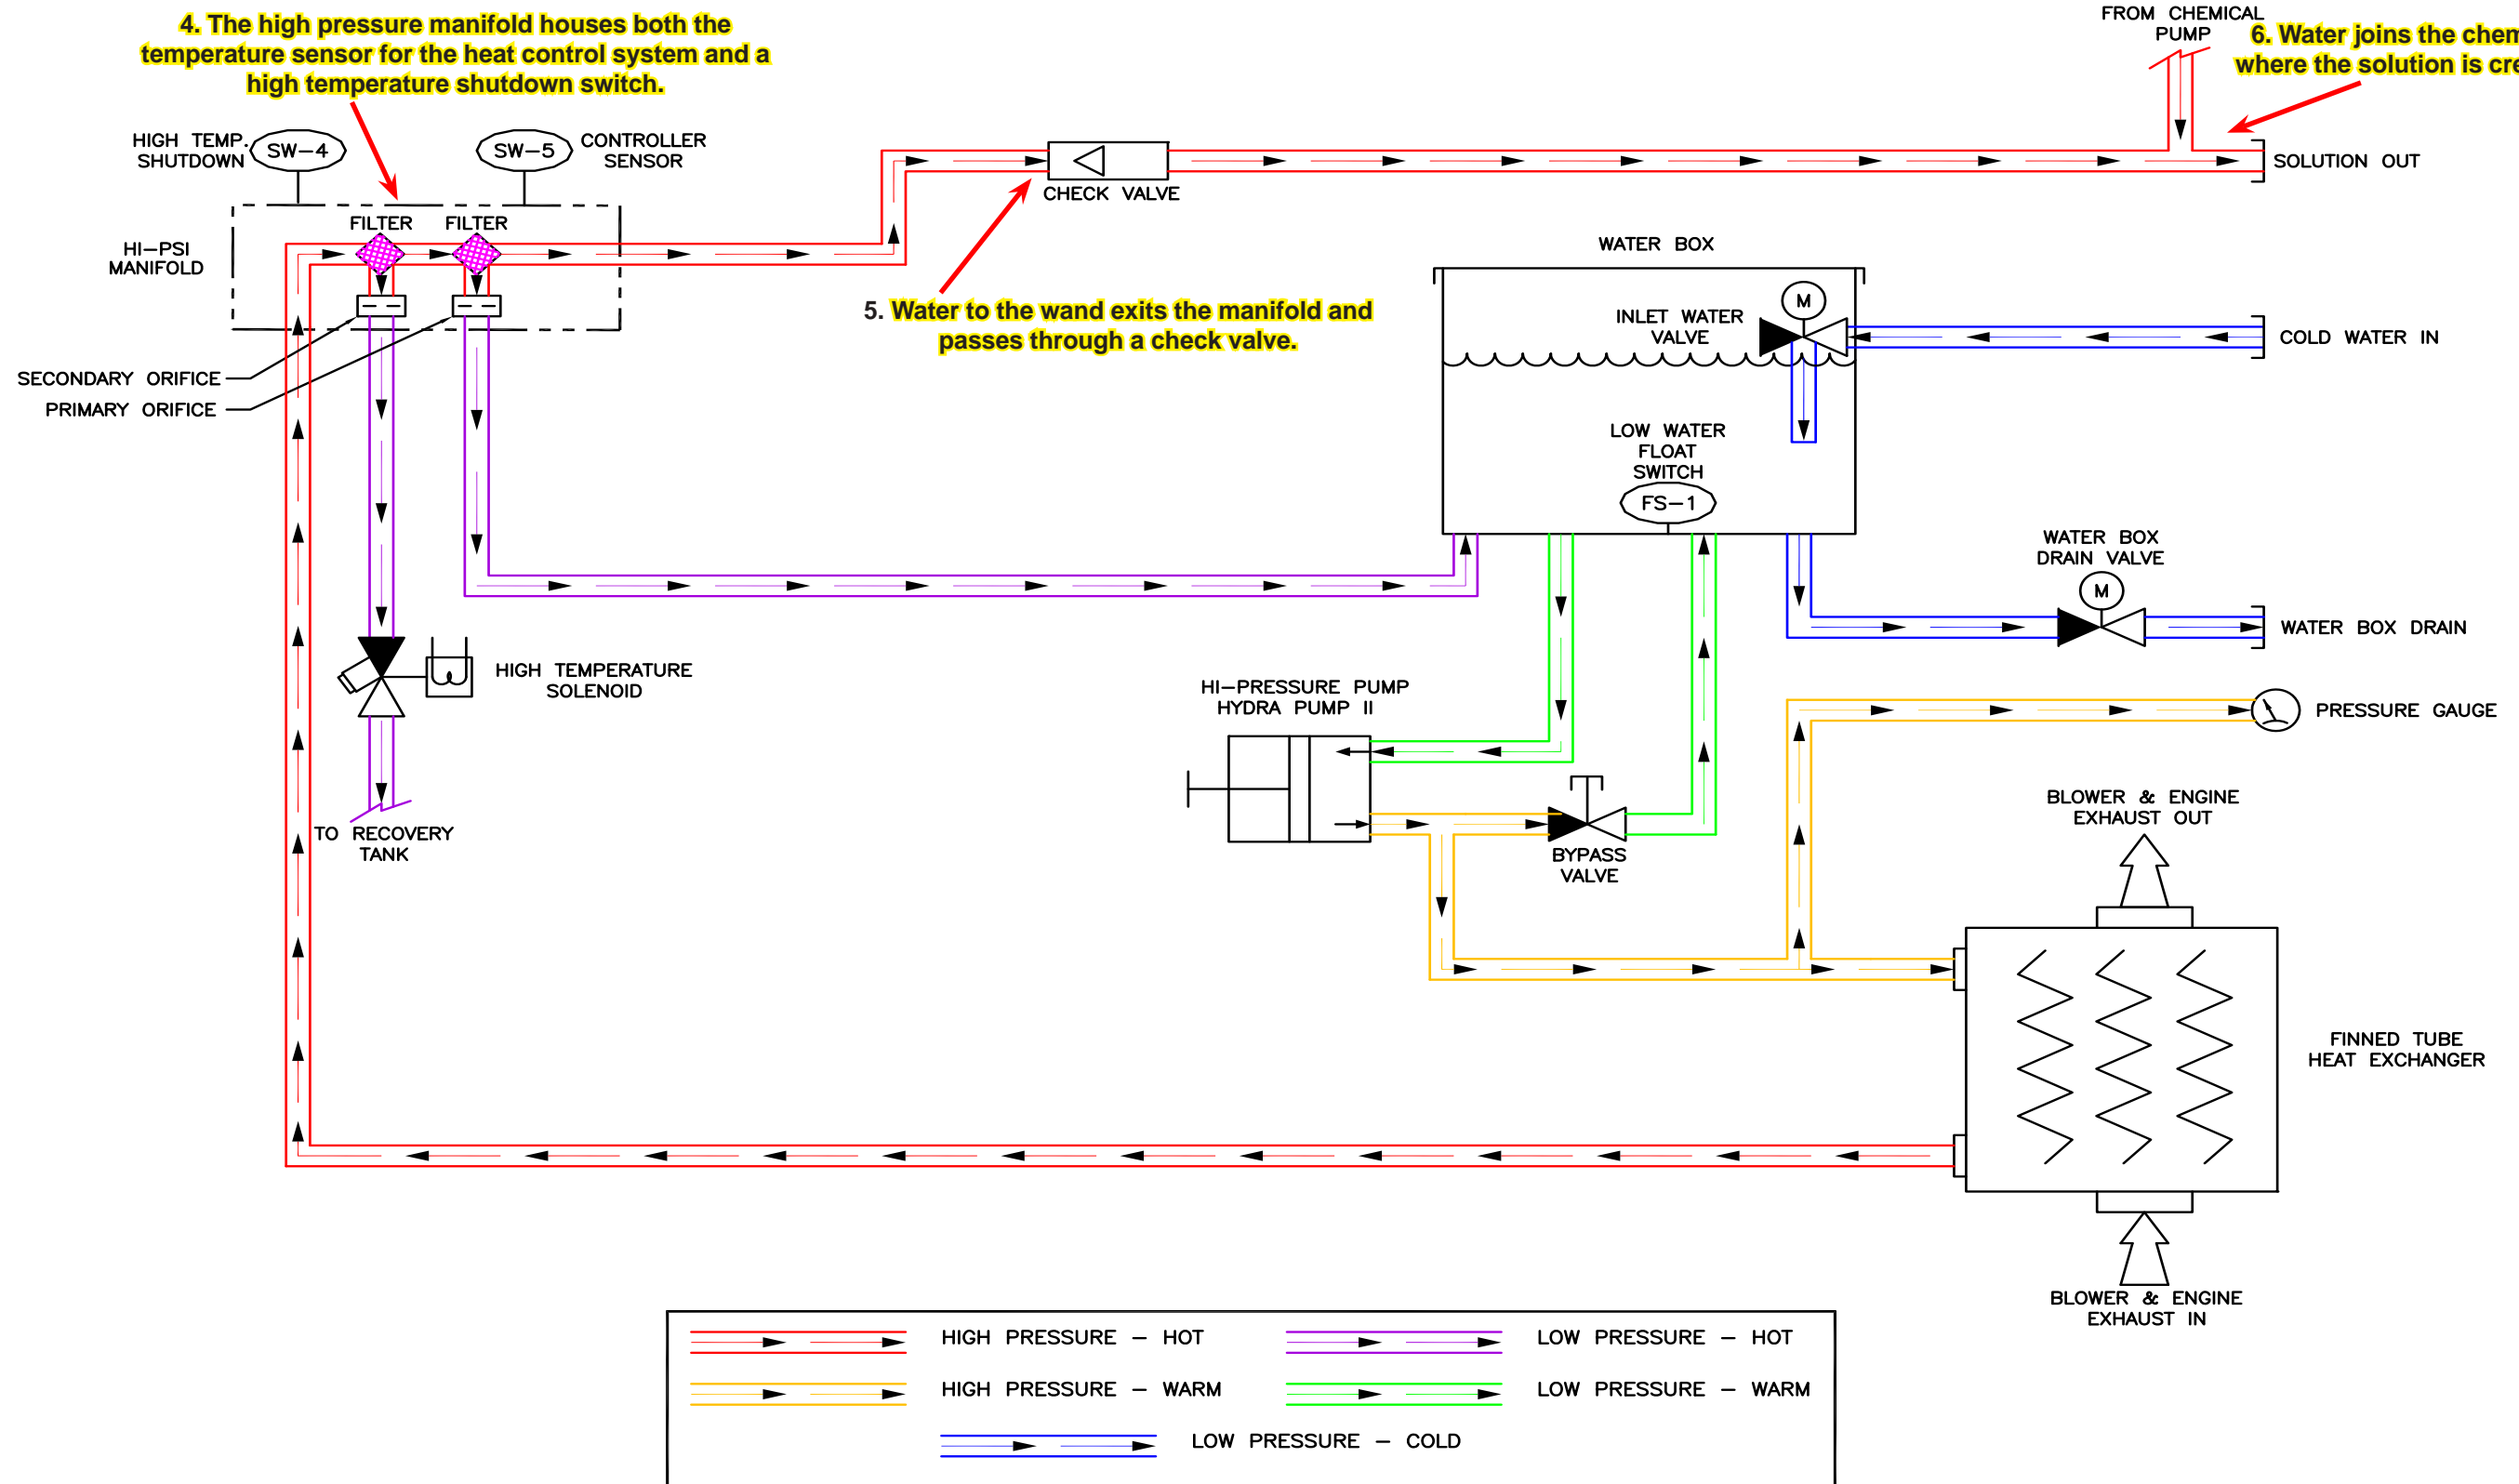 4. The high pressure manifold houses both the
temperature sensor for the heat control system and a
high temperature shutdown switch.
FROM CHEMICAL
PUMP
6. Water joins the chem
where the solution is cre
HIGH TEMP.
SHUTDOWN
SW-4
SW-5
CONTROLLER
SENSOR
CHECK VALVE
SOLUTION OUT
FILTER
FILTER
HI-PSI
MANIFOLD
WATER BOX
5. Water to the wand exits the manifold and
passes through a check valve.
M
INLET WATER
VALVE
COLD WATER IN
SECONDARY ORIFICE
PRIMARY ORIFICE
LOW WATER
FLOAT
SWITCH
FS-1
WATER BOX
DRAIN VALVE
M
WATER BOX DRAIN
HIGH TEMPERATURE
SOLENOID
HI-PRESSURE PUMP
HYDRA PUMP II
PRESSURE GAUGE
TO RECOVERY
TANK
BYPASS
VALVE
BLOWER & ENGINE
EXHAUST OUT
FINNED TUBE
HEAT EXCHANGER
BLOWER & ENGINE
EXHAUST IN
HIGH PRESSURE - HOT
LOW PRESSURE - HOT
HIGH PRESSURE - WARM
LOW PRESSURE - WARM
LOW PRESSURE - COLD